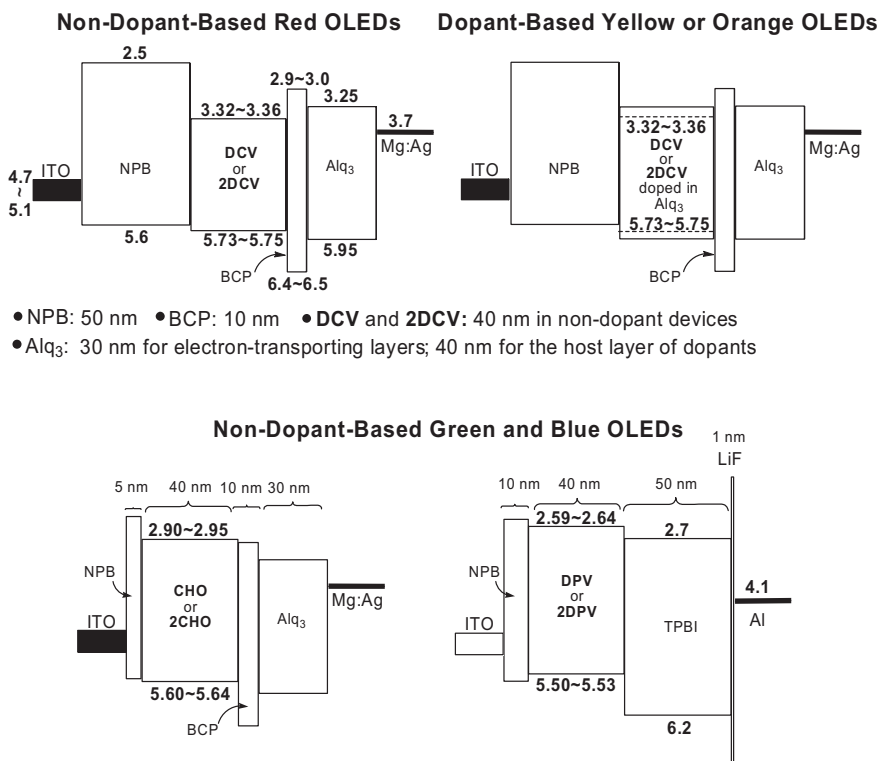 Non-Dopant-Based Red OLEDs
Dopant-Based Yellow or Orange OLEDs
2.5
2.9~3.0
3.25
3.32~3.36
3.7
ITO
4.7
~
5.1
NPB
DCV
or
2DCV
Alq3
Mg:Ag
5.6
5.73~5.75
5.95
BCP
6.4~6.5
ITO
NPB
3.32~3.36
DCV
or
2DCV
doped in
Alq3
5.73~5.75
Alq3
Mg:Ag
BCP
●NPB: 50 nm ●BCP: 10 nm ●DCV and 2DCV: 40 nm in non-dopant devices
●Alq3: 30 nm for electron-transporting layers; 40 nm for the host layer of dopants
Non-Dopant-Based Green and Blue OLEDs
5 nm 40 nm 10 nm 30 nm
2.90~2.95
NPB
CHO
or
2CHO
ITO
Alq3
Mg:Ag
5.60~5.64
BCP
1 nm
LiF
10 nm 40 nm 50 nm
2.59~2.64
2.7
NPB
DPV
or
2DPV
ITO
TPBI
4.1
Al
5.50~5.53
6.2